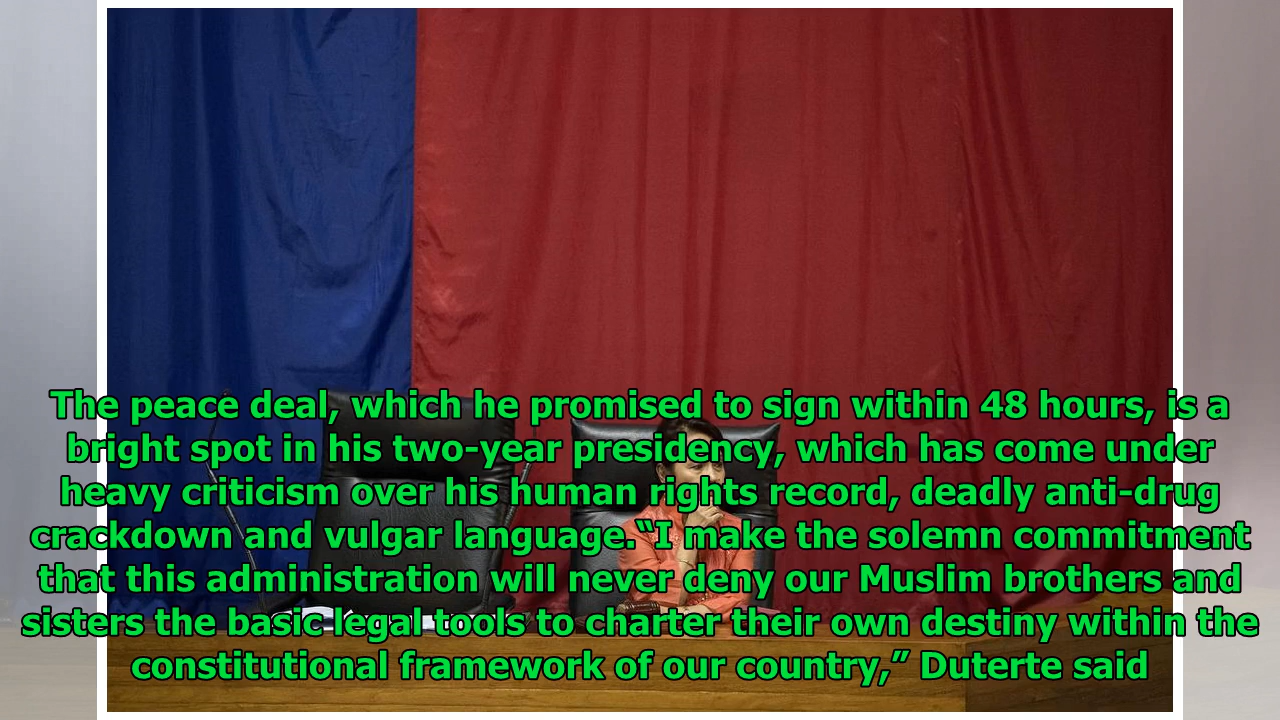 The peace deal, which he promised to sign within 48 hours, is a
bright spot in his two-year presidency, which has come under
heavy criticism over his human rights record, deadly anti-drug
crackdown and vulgar language.“I make the solemn commitment
that this administration will never deny our Muslim brothers and
sisters the basic legal tools to charter their own destiny within the
constitutional framework of our country,” Duterte said